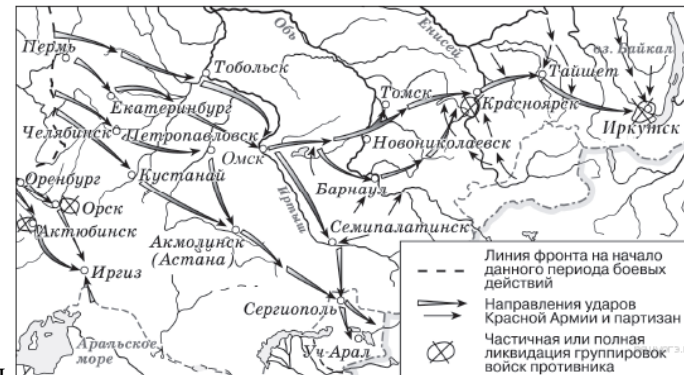 Обь
Енисей
оз. Байкал
Пермь
Тобольск
Тайшет
Томск
Красноярск
Екатеринбург
Иркутск
Челябинск
Петропавловск
Омск
Новониколаевск
Кустанай
Барнаул
Оренбург
Иртыш
Орск
Актюбинск
Акмолинск
(Астана)
Семипалатинск
Иргиз
Сергиополь
Аральское
море
Уч-Арал
Линия фронта на начало
данного периода боевых
действий
Направления ударов
Красной Армии и партизан
Частичная или полная
ликвидация группировок
войск противника